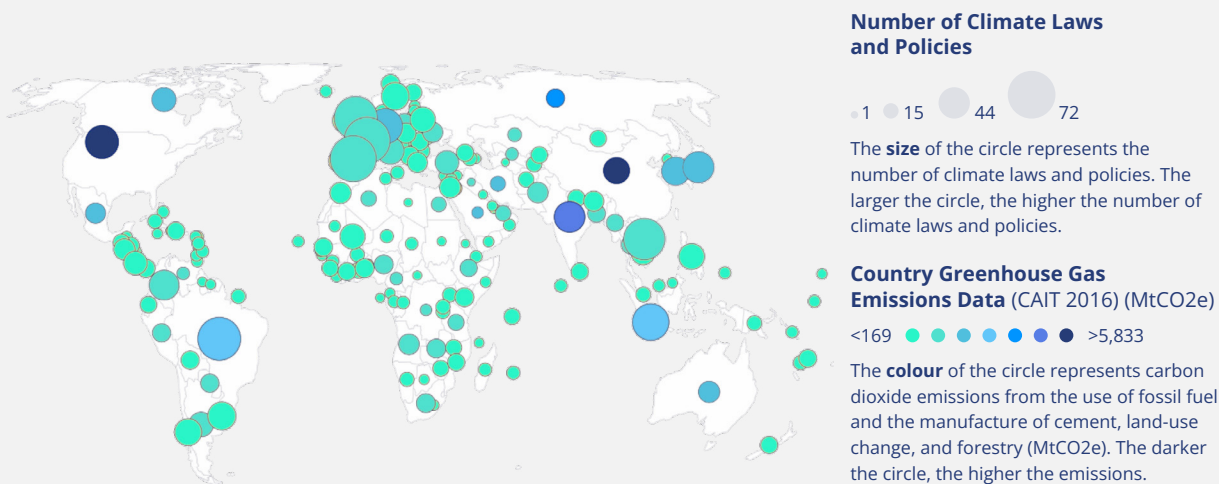 Number of Climate Laws
and Policies
1 15 44 72
The size of the circle represents the
number of climate laws and policies. The
larger the circle, the higher the number of
climate laws and policies.
Country Greenhouse Gas
Emissions Data (CAIT 2016) (MtCO2e)
<169 >5,833
The colour of the circle represents carbon
dioxide emissions from the use of fossil fuel
and the manufacture of cement, land-use
change, and forestry (MtCO2e). The darker
the circle, the higher the emissions.